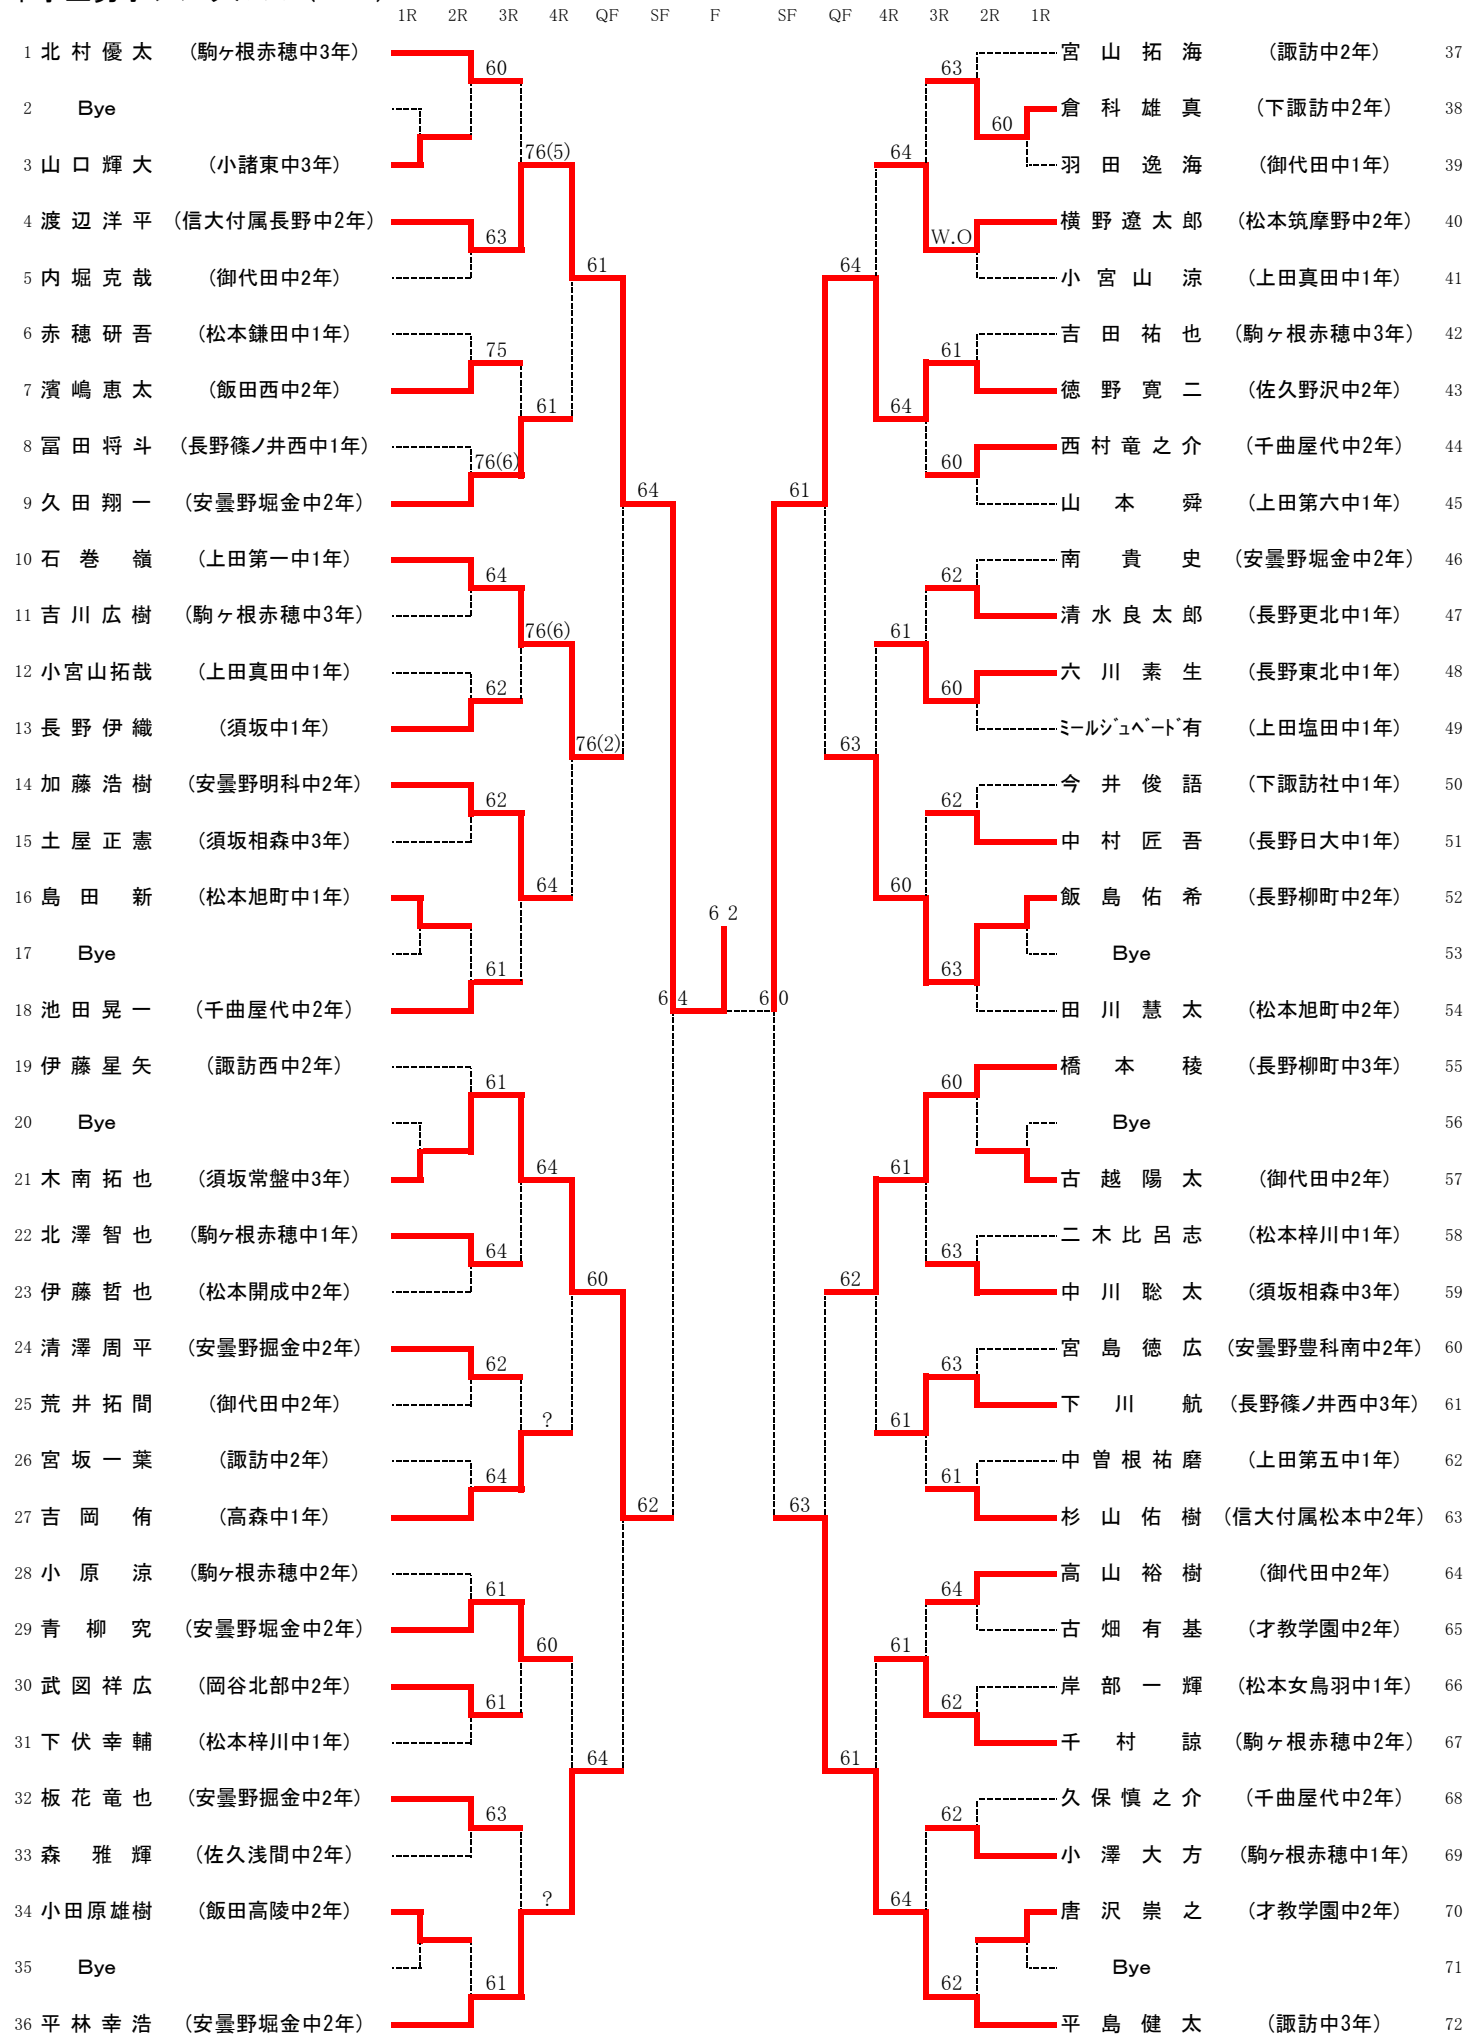 1R 2R 3R 4R QF SF F SF QF 4R 3R 2R 1R
1 北村優太 (駒ヶ根赤穂中3年)
60
2 Bye
3 山口輝大 (小諸東中3年)
76(5)
4 渡辺洋平 (信大付属長野中2年)
63
5 内堀克哉 (御代田中2年)
61
6 赤穂研吾 (松本鎌田中1年)
75
7 濱嶋恵太 (飯田西中2年)
61
8 冨田将斗 (長野篠ノ井西中1年)
76(6)
9 久田翔一 (安曇野堀金中2年)
64
10 石巻嶺 (上田第一中1年)
64
11 吉川広樹 (駒ヶ根赤穂中3年)
76(6)
12 小宮山拓哉 (上田真田中1年)
62
13 長野伊織 (須坂中1年)
76(2)
14 加藤浩樹 (安曇野明科中2年)
62
15 土屋正憲 (須坂相森中3年)
64
16 島田新 (松本旭町中1年)
17 Bye
61
18 池田晃一 (千曲屋代中2年)
64
19 伊藤星矢 (諏訪西中2年)
61
20 Bye
21 木南拓也 (須坂常盤中3年)
64
22 北澤智也 (駒ヶ根赤穂中1年)
64
23 伊藤哲也 (松本開成中2年)
60
24 清澤周平 (安曇野掘金中2年)
62
25 荒井拓間 (御代田中2年)
?
26 宮坂一葉 (諏訪中2年)
64
27 吉岡侑 (高森中1年)
62
28 小原涼 (駒ヶ根赤穂中2年)
61
29 青柳究 (安曇野堀金中2年)
60
30 武図祥広 (岡谷北部中2年)
61
31 下伏幸輔 (松本梓川中1年)
64
32 板花竜也 (安曇野掘金中2年)
63
33 森雅輝 (佐久浅間中2年)
?
34 小田原雄樹 (飯田高陵中2年)
35 Bye
61
36 平林幸浩 (安曇野堀金中2年)
62
60
宮山拓海 (諏訪中2年) 37
63
倉科雄真 (下諏訪中2年) 38
60
羽田逸海 (御代田中1年) 39
64
横野遼太郎 (松本筑摩野中2年) 40
W.O
小宮山涼 (上田真田中1年) 41
64
吉田祐也 (駒ヶ根赤穂中3年) 42
61
徳野寛二 (佐久野沢中2年) 43
64
西村竜之介 (千曲屋代中2年) 44
60
山本舜 (上田第六中1年) 45
61
南貴史 (安曇野堀金中2年) 46
62
清水良太郎 (長野更北中1年) 47
61
六川素生 (長野東北中1年) 48
60
ミールジュベード有 (上田塩田中1年) 49
63
今井俊語 (下諏訪社中1年) 50
62
中村匠吾 (長野日大中1年) 51
60
飯島佑希 (長野柳町中2年) 52
Bye 53
63
田川慧太 (松本旭町中2年) 54
橋本稜 (長野柳町中3年) 55
60
Bye 56
61
古越陽太 (御代田中2年) 57
二木比呂志 (松本梓川中1年) 58
63
中川聡太 (須坂相森中3年) 59
62
宮島徳広 (安曇野豊科南中2年) 60
63
下川航 (長野篠ノ井西中3年) 61
61
中曽根祐磨 (上田第五中1年) 62
61
杉山佑樹 (信大付属松本中2年) 63
63
高山裕樹 (御代田中2年) 64
64
古畑有基 (才教学園中2年) 65
61
岸部一輝 (松本女鳥羽中1年) 66
62
千村諒 (駒ヶ根赤穂中2年) 67
61
久保慎之介 (千曲屋代中2年) 68
62
小澤大方 (駒ヶ根赤穂中1年) 69
64
唐沢崇之 (才教学園中2年) 70
Bye 71
62
平島健太 (諏訪中3年) 72